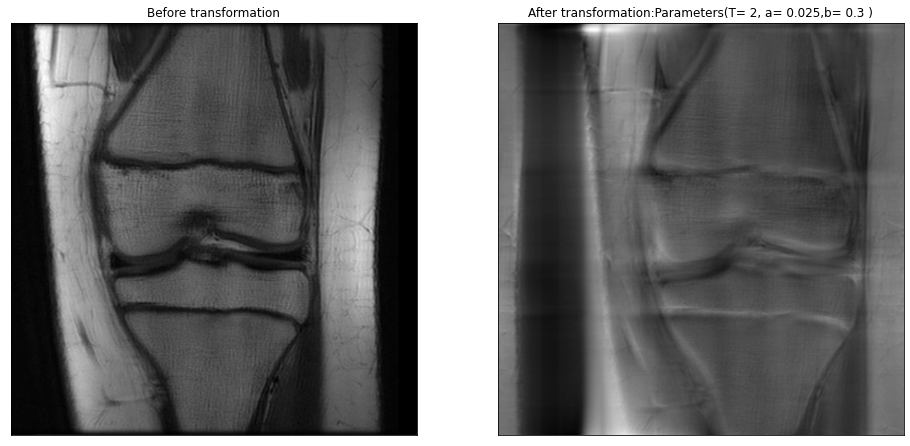 Before transformation
After transformation:Parameters(T= 2, a= 0.025,b= 0.3 )